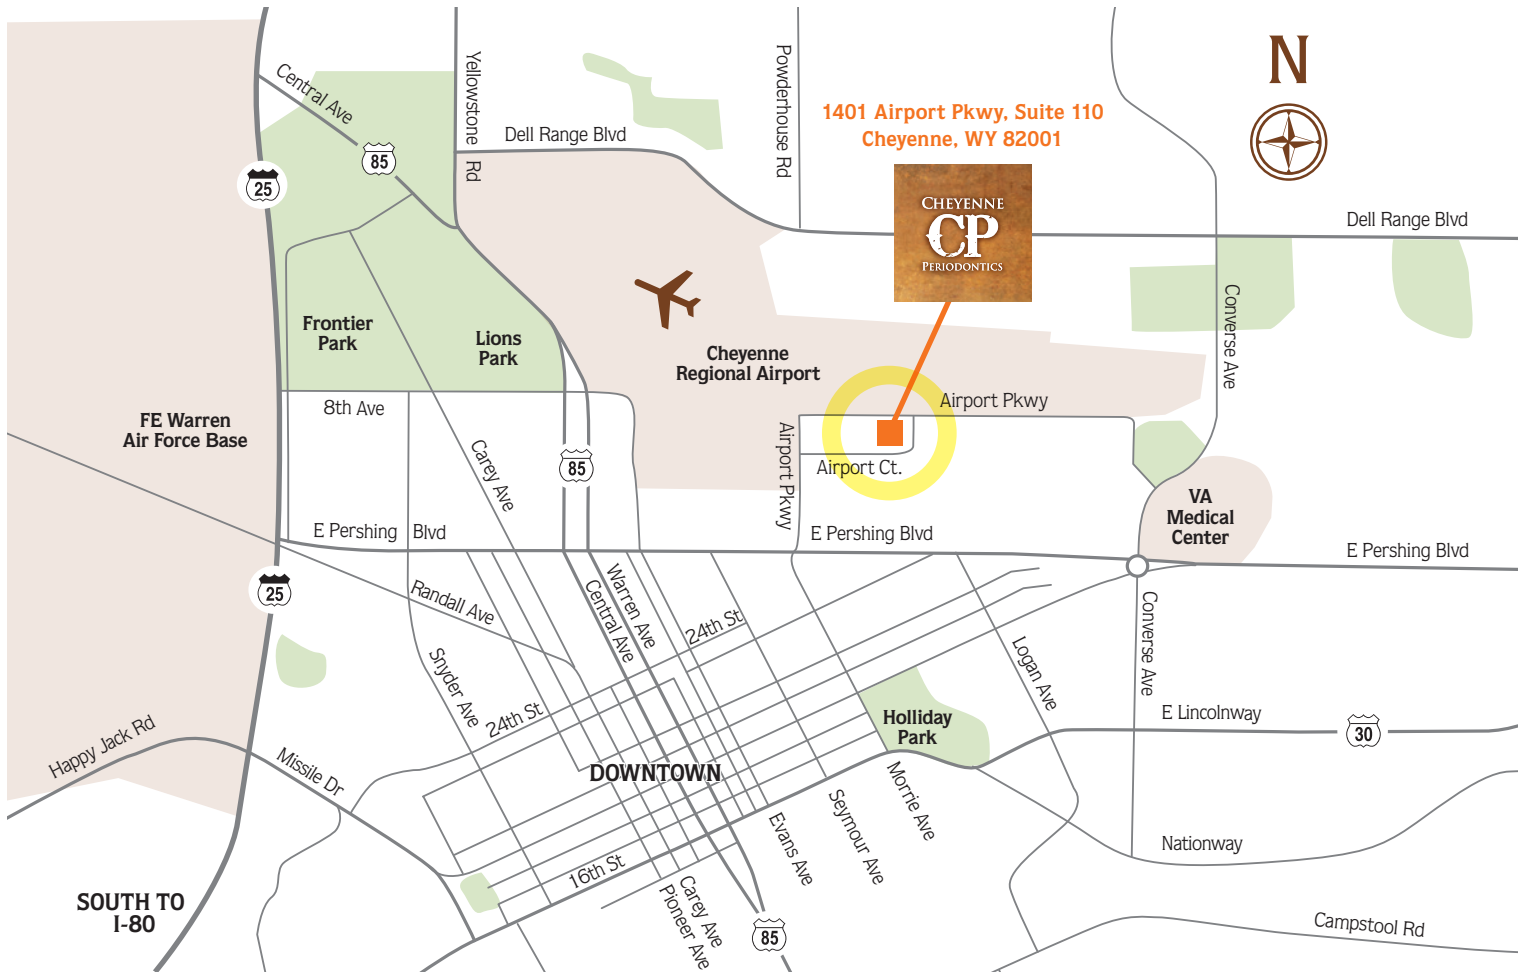 N
Central Ave
85
25
Yellowstone Rd
Dell Range Blvd
Powderhouse Rd
1401 Airport Pkwy, Suite 110
Cheyenne, WY 82001
CHEYENNE
CP
PERIODONTICS
Dell Range Blvd
Converse Ave
Frontier
Park
Lions
Park
Cheyenne
Regional Airport
8th Ave
FE Warren
Air Force Base
Carey Ave
85
Airport Pkwy
Airport Pkwy
Airport Ct.
VA
Medical
Center
E Pershing Blvd
E Pershing Blvd
E Pershing Blvd
25
Randall Ave
Warren Ave
Central Ave
24th St
Snyder Ave
24th St
Logan Ave
Converse Ave
Holliday
Park
E Lincolnway
30
Happy Jack Rd
Missile Dr
DOWNTOWN
Morrie Ave
Seymour Ave
Evans Ave
Nationway
16th St
Carey Ave
Pioneer Ave
85
SOUTH TO
I-80
Campstool Rd